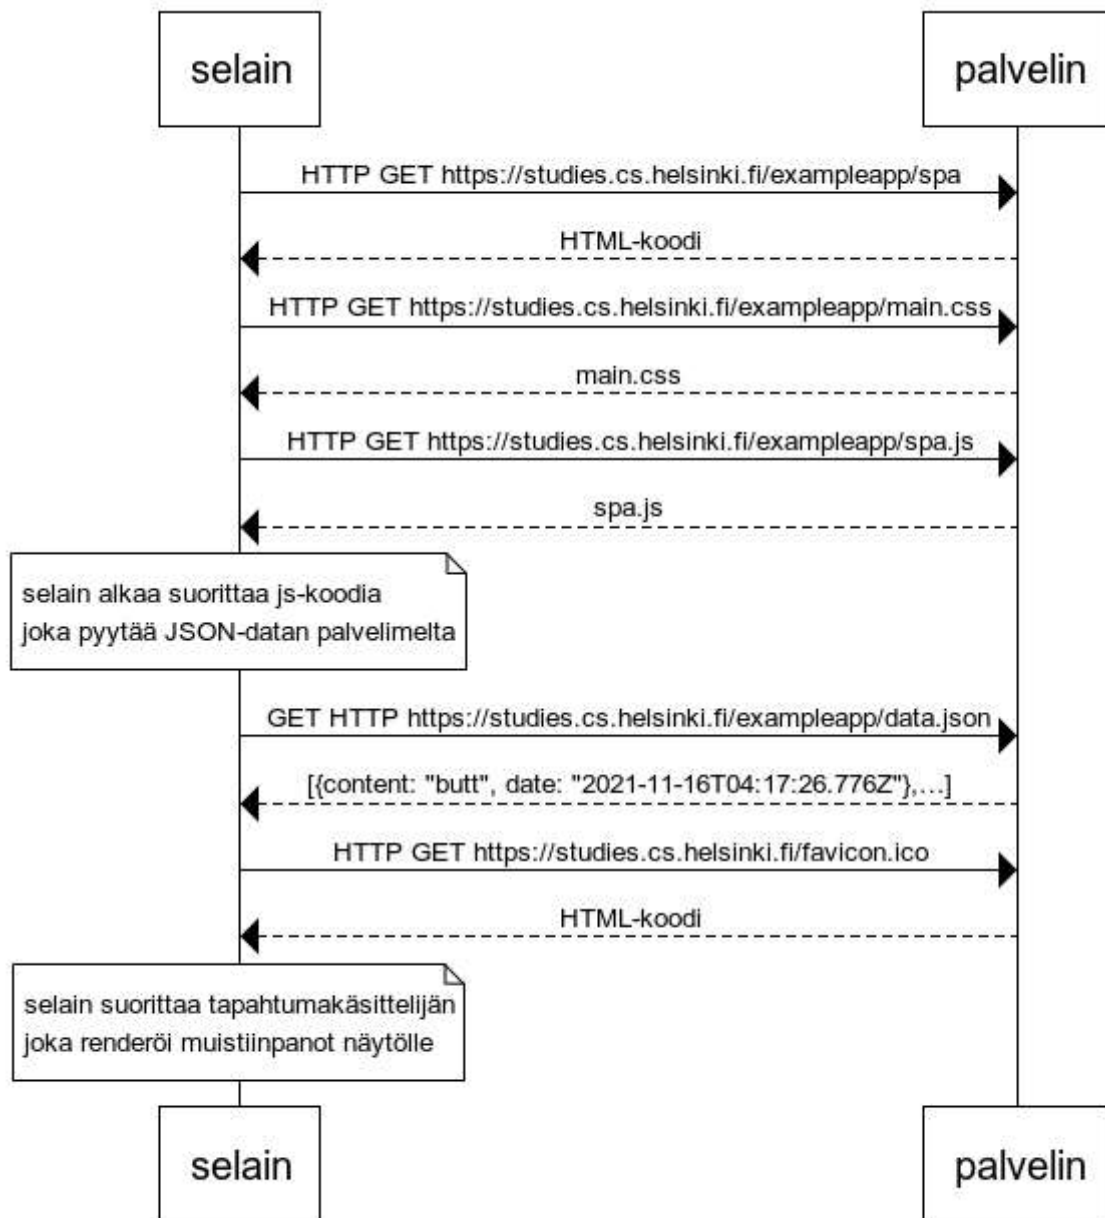 selain palvelin
HTTP GET https://studies.cs.helsinki.fi/exampleapp/spa
HTML-koodi
HTTP GET https://studies.cs.helsinki.fi/exampleapp/main.css
main.css
HTTP GET https://studies.cs.helsinki.fi/exampleapp/spa.js
spa.js
selain alkaa suorittaa js-koodia
joka pyytää JSON-datan palvelimelta
GET HTTP https://studies.cs.helsinki.fi/exampleapp/data.json
[{content: "butt", date: "2021-11-16T04:17:26.776Z"},…]
HTTP GET https://studies.cs.helsinki.fi/favicon.ico
HTML-koodi
selain suorittaa tapahtumakäsittelijän
joka renderöi muistiinpanot näytölle
selain palvelin